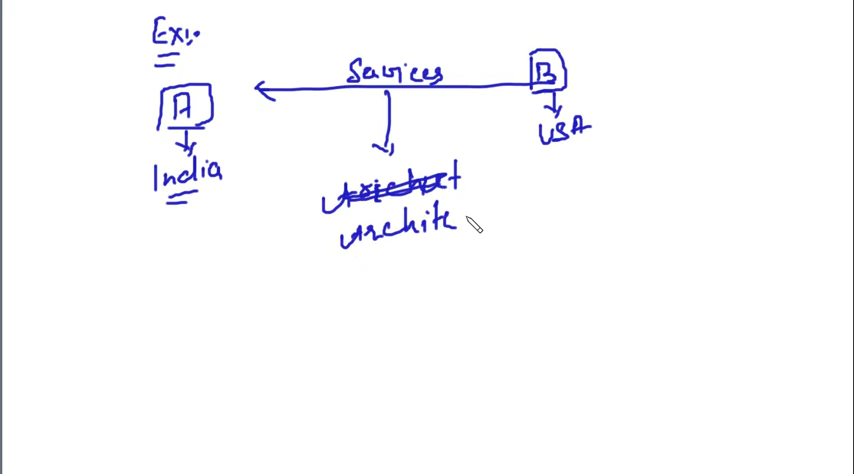 Ex:-
Services
B
A
USA
India
Archite